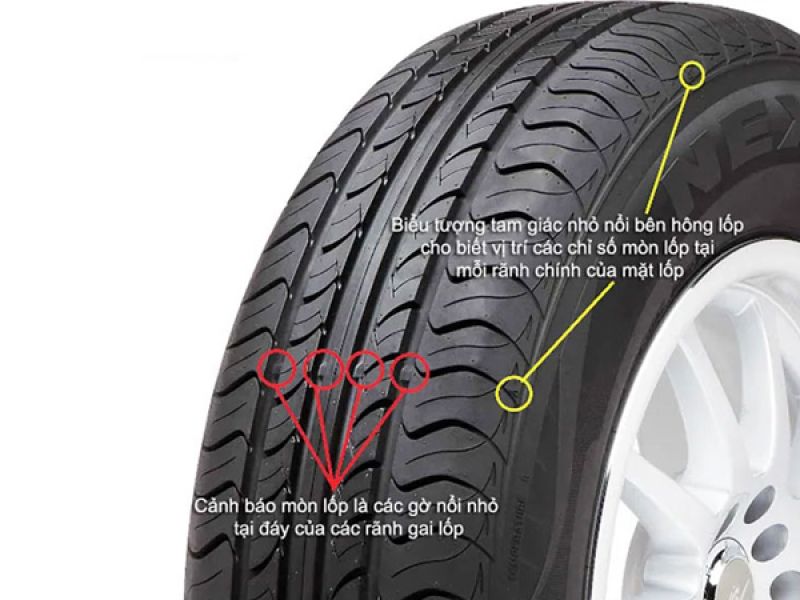 NEX
Biểu tượng tam giác nhỏ nổi bên hông lốp
cho biết vị trí các chỉ số mòn lốp tại
mỗi rãnh chính của mặt lốp
Cảnh báo mòn lốp là các gờ nổi nhỏ
tại đáy của các rãnh gai lốp